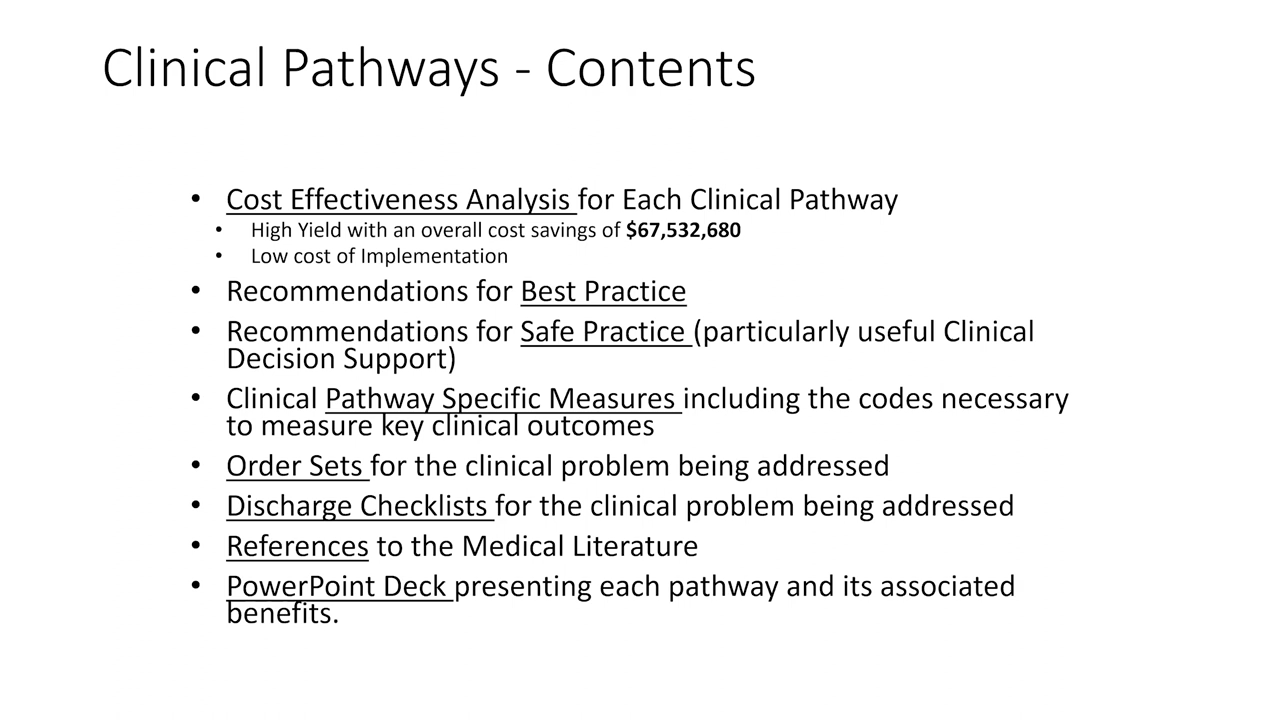 Clinical Pathways - Contents
• Cost Effectiveness Analysis for Each Clinical Pathway
• High Yield with an overall cost savings of $67,532,680
• Low cost of Implementation
• Recommendations for Best Practice
• Recommendations for Safe Practice (particularly useful Clinical
Decision Support)
• Clinical Pathway Specific Measures including the codes necessary
to measure key clinical outcomes
• Order Sets for the clinical problem being addressed
• Discharge Checklists for the clinical problem being addressed
• References to the Medical Literature
• PowerPoint Deck presenting each pathway and its associated
benefits.